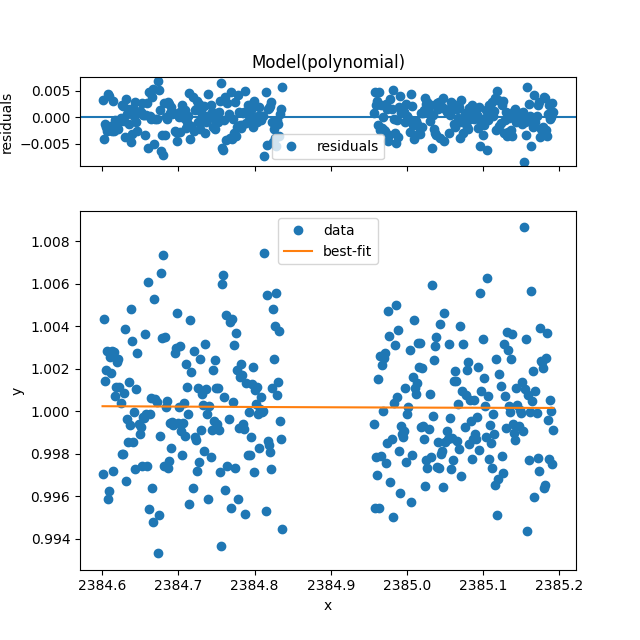 Model(polynomial)
residuals
0.005
0.000
−0.005
residuals
y
1.008
1.006
1.004
1.002
1.000
0.998
0.996
0.994
data
best-fit
2384.6 2384.7 2384.8 2384.9 2385.0 2385.1 2385.2
x